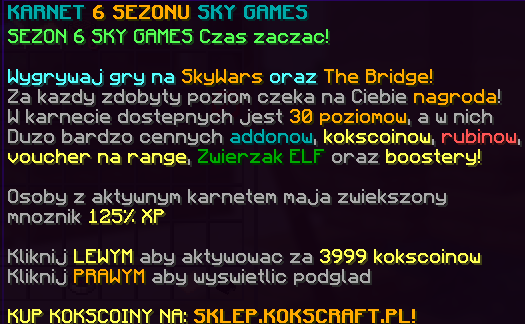 KARNET 6 SEZONU SKY GAMES
SEZON 6 SKY GAMES Czas zaczac!
Wygrywaj gry na SkyWars oraz The Bridge!
Za kazdy zdobyty poziom czeka na Ciebie nagroda!
W karnecie dostepnych jest 30 poziomow, a w nich
Duzo bardzo cennych addonow, kokscoinow, rubinow,
voucher na range, Zwierzak ELF oraz boostery!
Osoby z aktywnym karnetem maja zwiekszony
mnoznik 125% XP
Kliknij LEWYM aby aktywowac za 3999 kokscoinow
Kliknij PRAWYM aby wyswietlic podglad
KUP KOKSCOINY NA: SKLEP.KOKSCRAFT.PL!